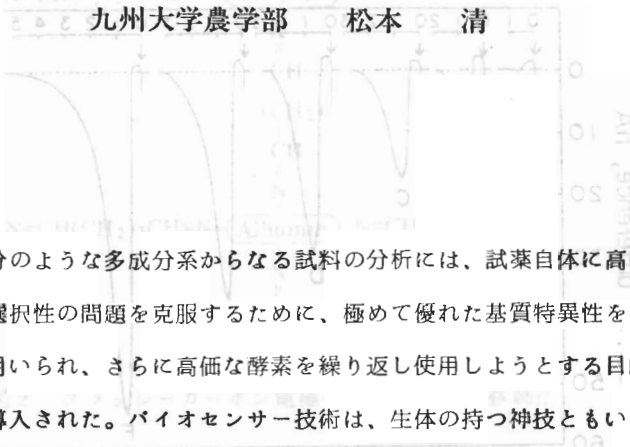 九州大学農学部 松本 清
分のような多成分系からなる試料の分析には、試薬自体に高
選択性の問題を克服するために、極めて優れた基質特異性を
用いられ、さらに高価な酵素を繰り返し使用しようとする目
導入された。バイオセンサー技術は、生体の持つ神技ともい